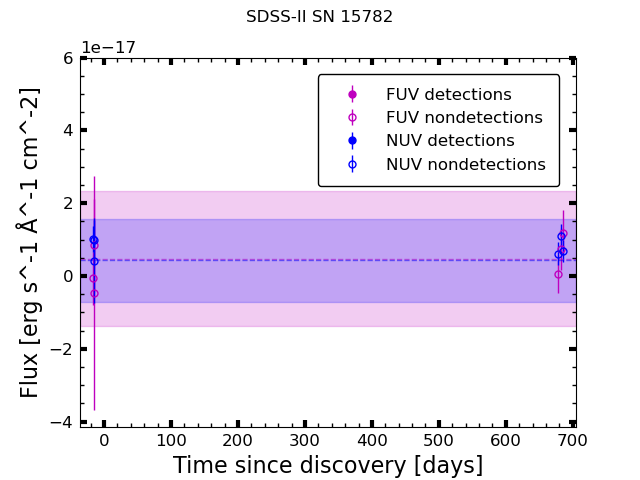 SDSS-II SN 15782
1e−17
6
4
2
0
−2
−4
Flux [erg s^-1 Å^-1 cm^-2]
FUV detections
FUV nondetections
NUV detections
NUV nondetections
0 100 200 300 400 500 600 700
Time since discovery [days]